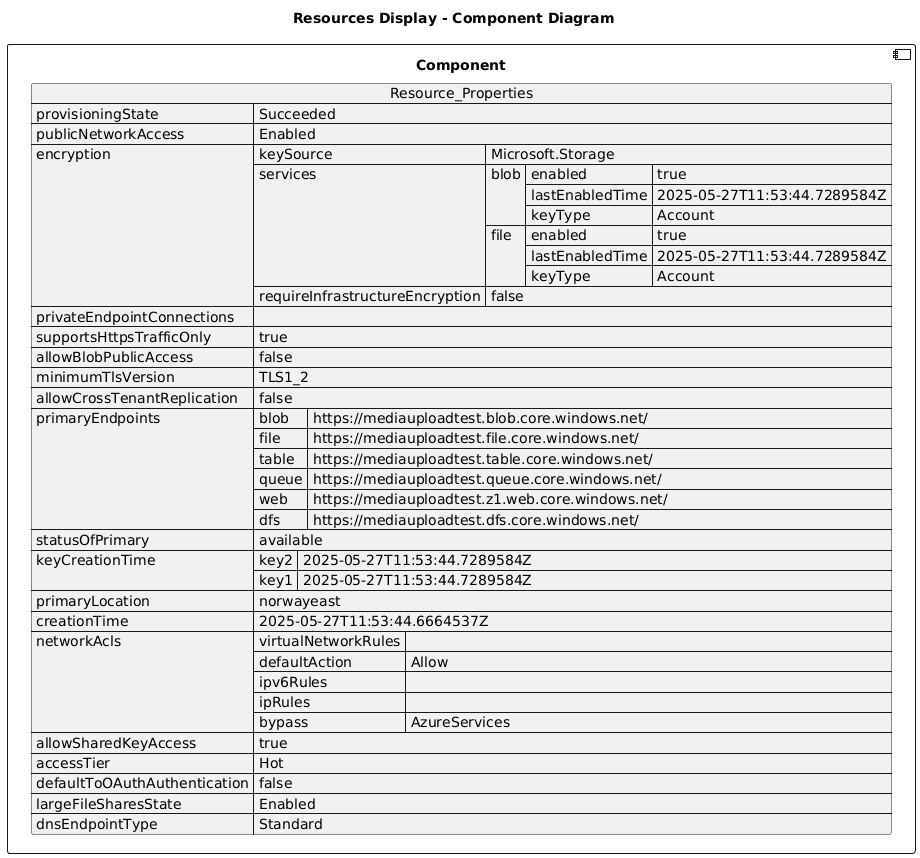 Resources Display - Component Diagram
Component
Resource_Properties
provisioningState Succeeded
publicNetworkAccess Enabled
encryption keySource Microsoft.Storage
services blob enabled true
lastEnabledTime 2025-05-27T11:53:44.7289584Z
keyType Account
file enabled true
lastEnabledTime 2025-05-27T11:53:44.7289584Z
keyType Account
requireInfrastructureEncryption false
privateEndpointConnections
supportsHttpsTrafficOnly true
allowBlobPublicAccess false
minimumTlsVersion TLS1_2
allowCrossTenantReplication false
primaryEndpoints blob https://mediauploadtest.blob.core.windows.net/
file https://mediauploadtest.file.core.windows.net/
table https://mediauploadtest.table.core.windows.net/
queue https://mediauploadtest.queue.core.windows.net/
web https://mediauploadtest.z1.web.core.windows.net/
dfs https://mediauploadtest.dfs.core.windows.net/
statusOfPrimary available
keyCreationTime key2 2025-05-27T11:53:44.7289584Z
key1 2025-05-27T11:53:44.7289584Z
primaryLocation norwayeast
creationTime 2025-05-27T11:53:44.6664537Z
networkAcls virtualNetworkRules
defaultAction Allow
ipv6Rules
ipRules
bypass AzureServices
allowSharedKeyAccess true
accessTier Hot
defaultToOAuthAuthentication false
largeFileSharesState Enabled
dnsEndpointType Standard